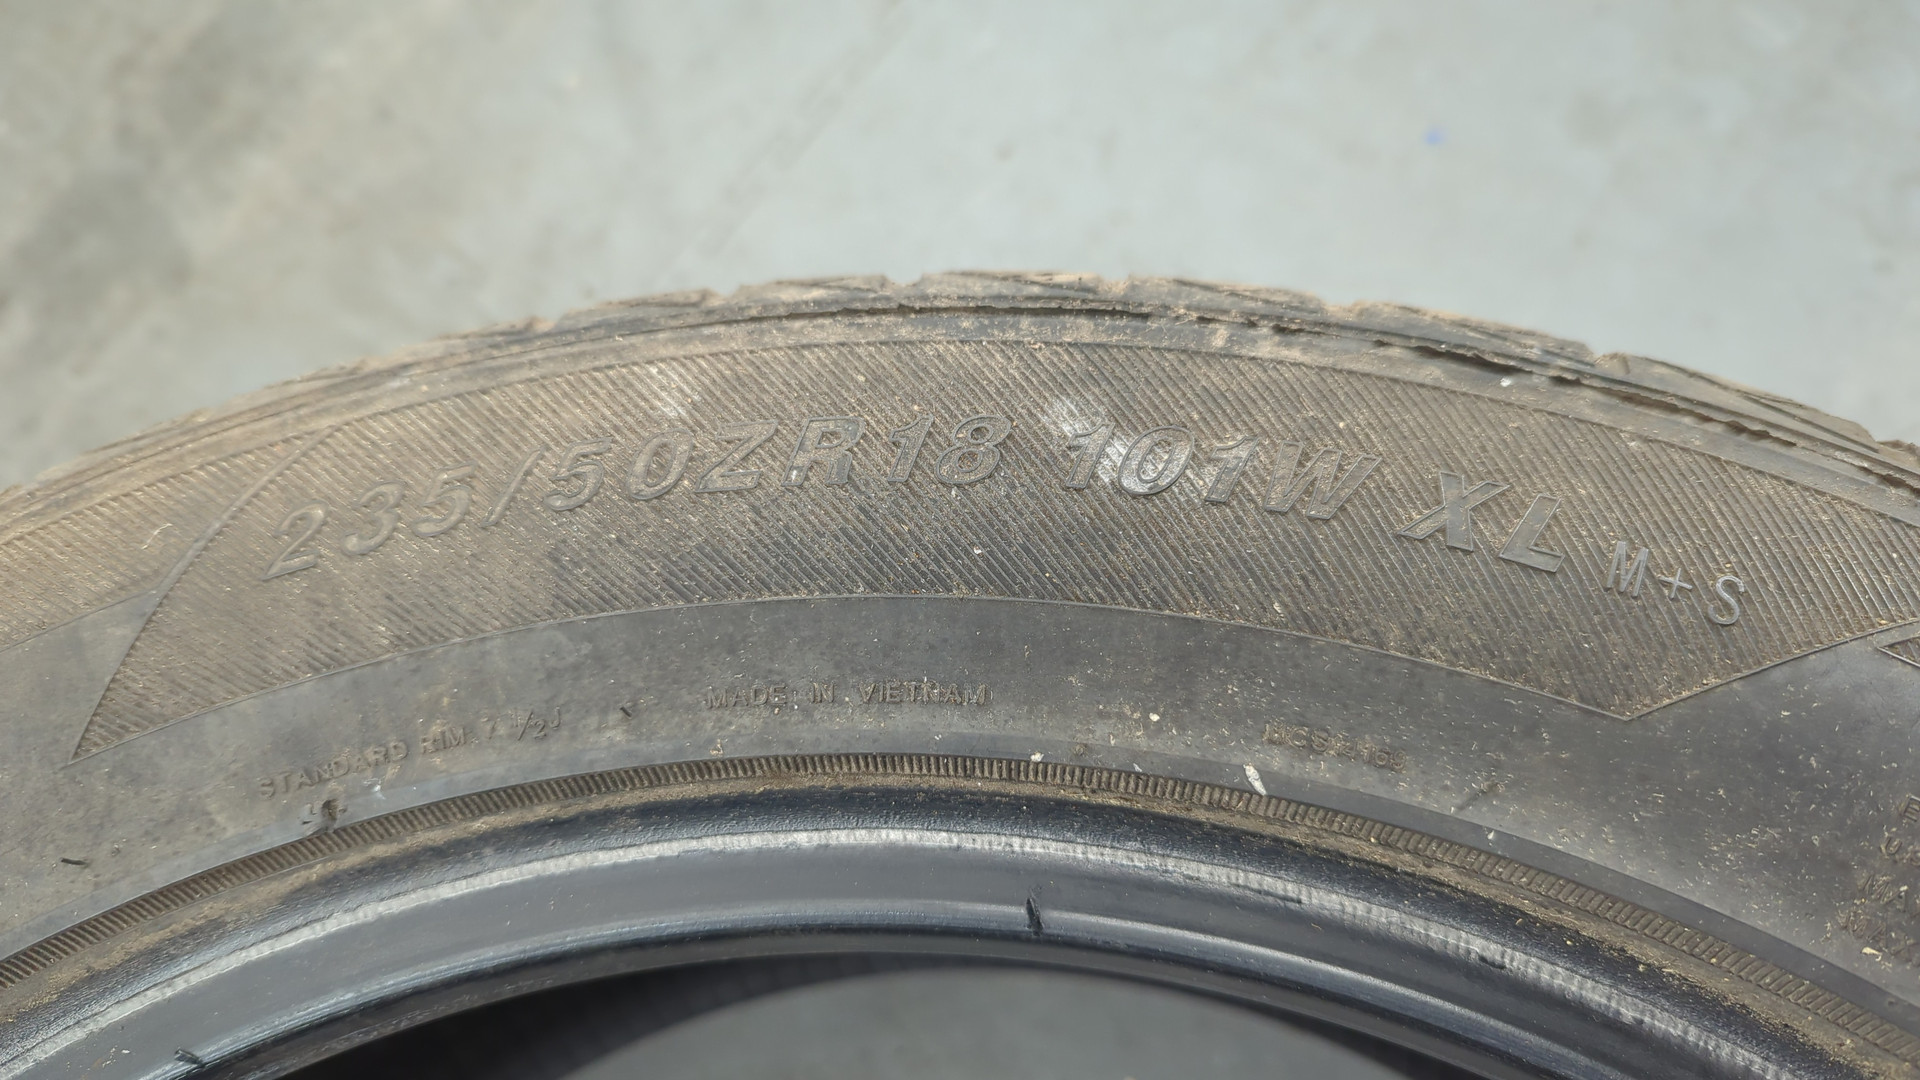 235/50ZR18 101W XL M+S
MADE IN VIETNAM
STANDARD RIM 7 1/2J